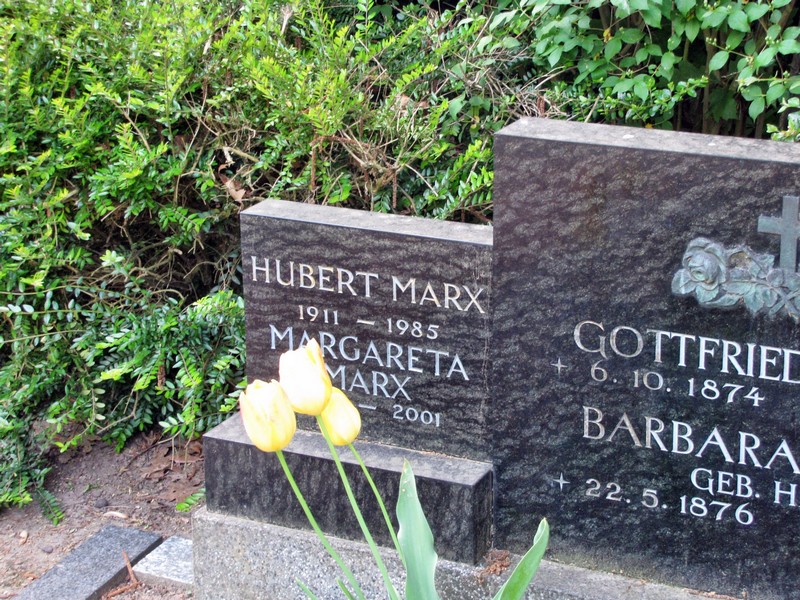 HUBERT MARX
1911 – 1985
MARGARETA
MARX
– 2001
GOTTFRIED
6. 10. 1874
BARBARA
GEB. H
22. 5. 1876